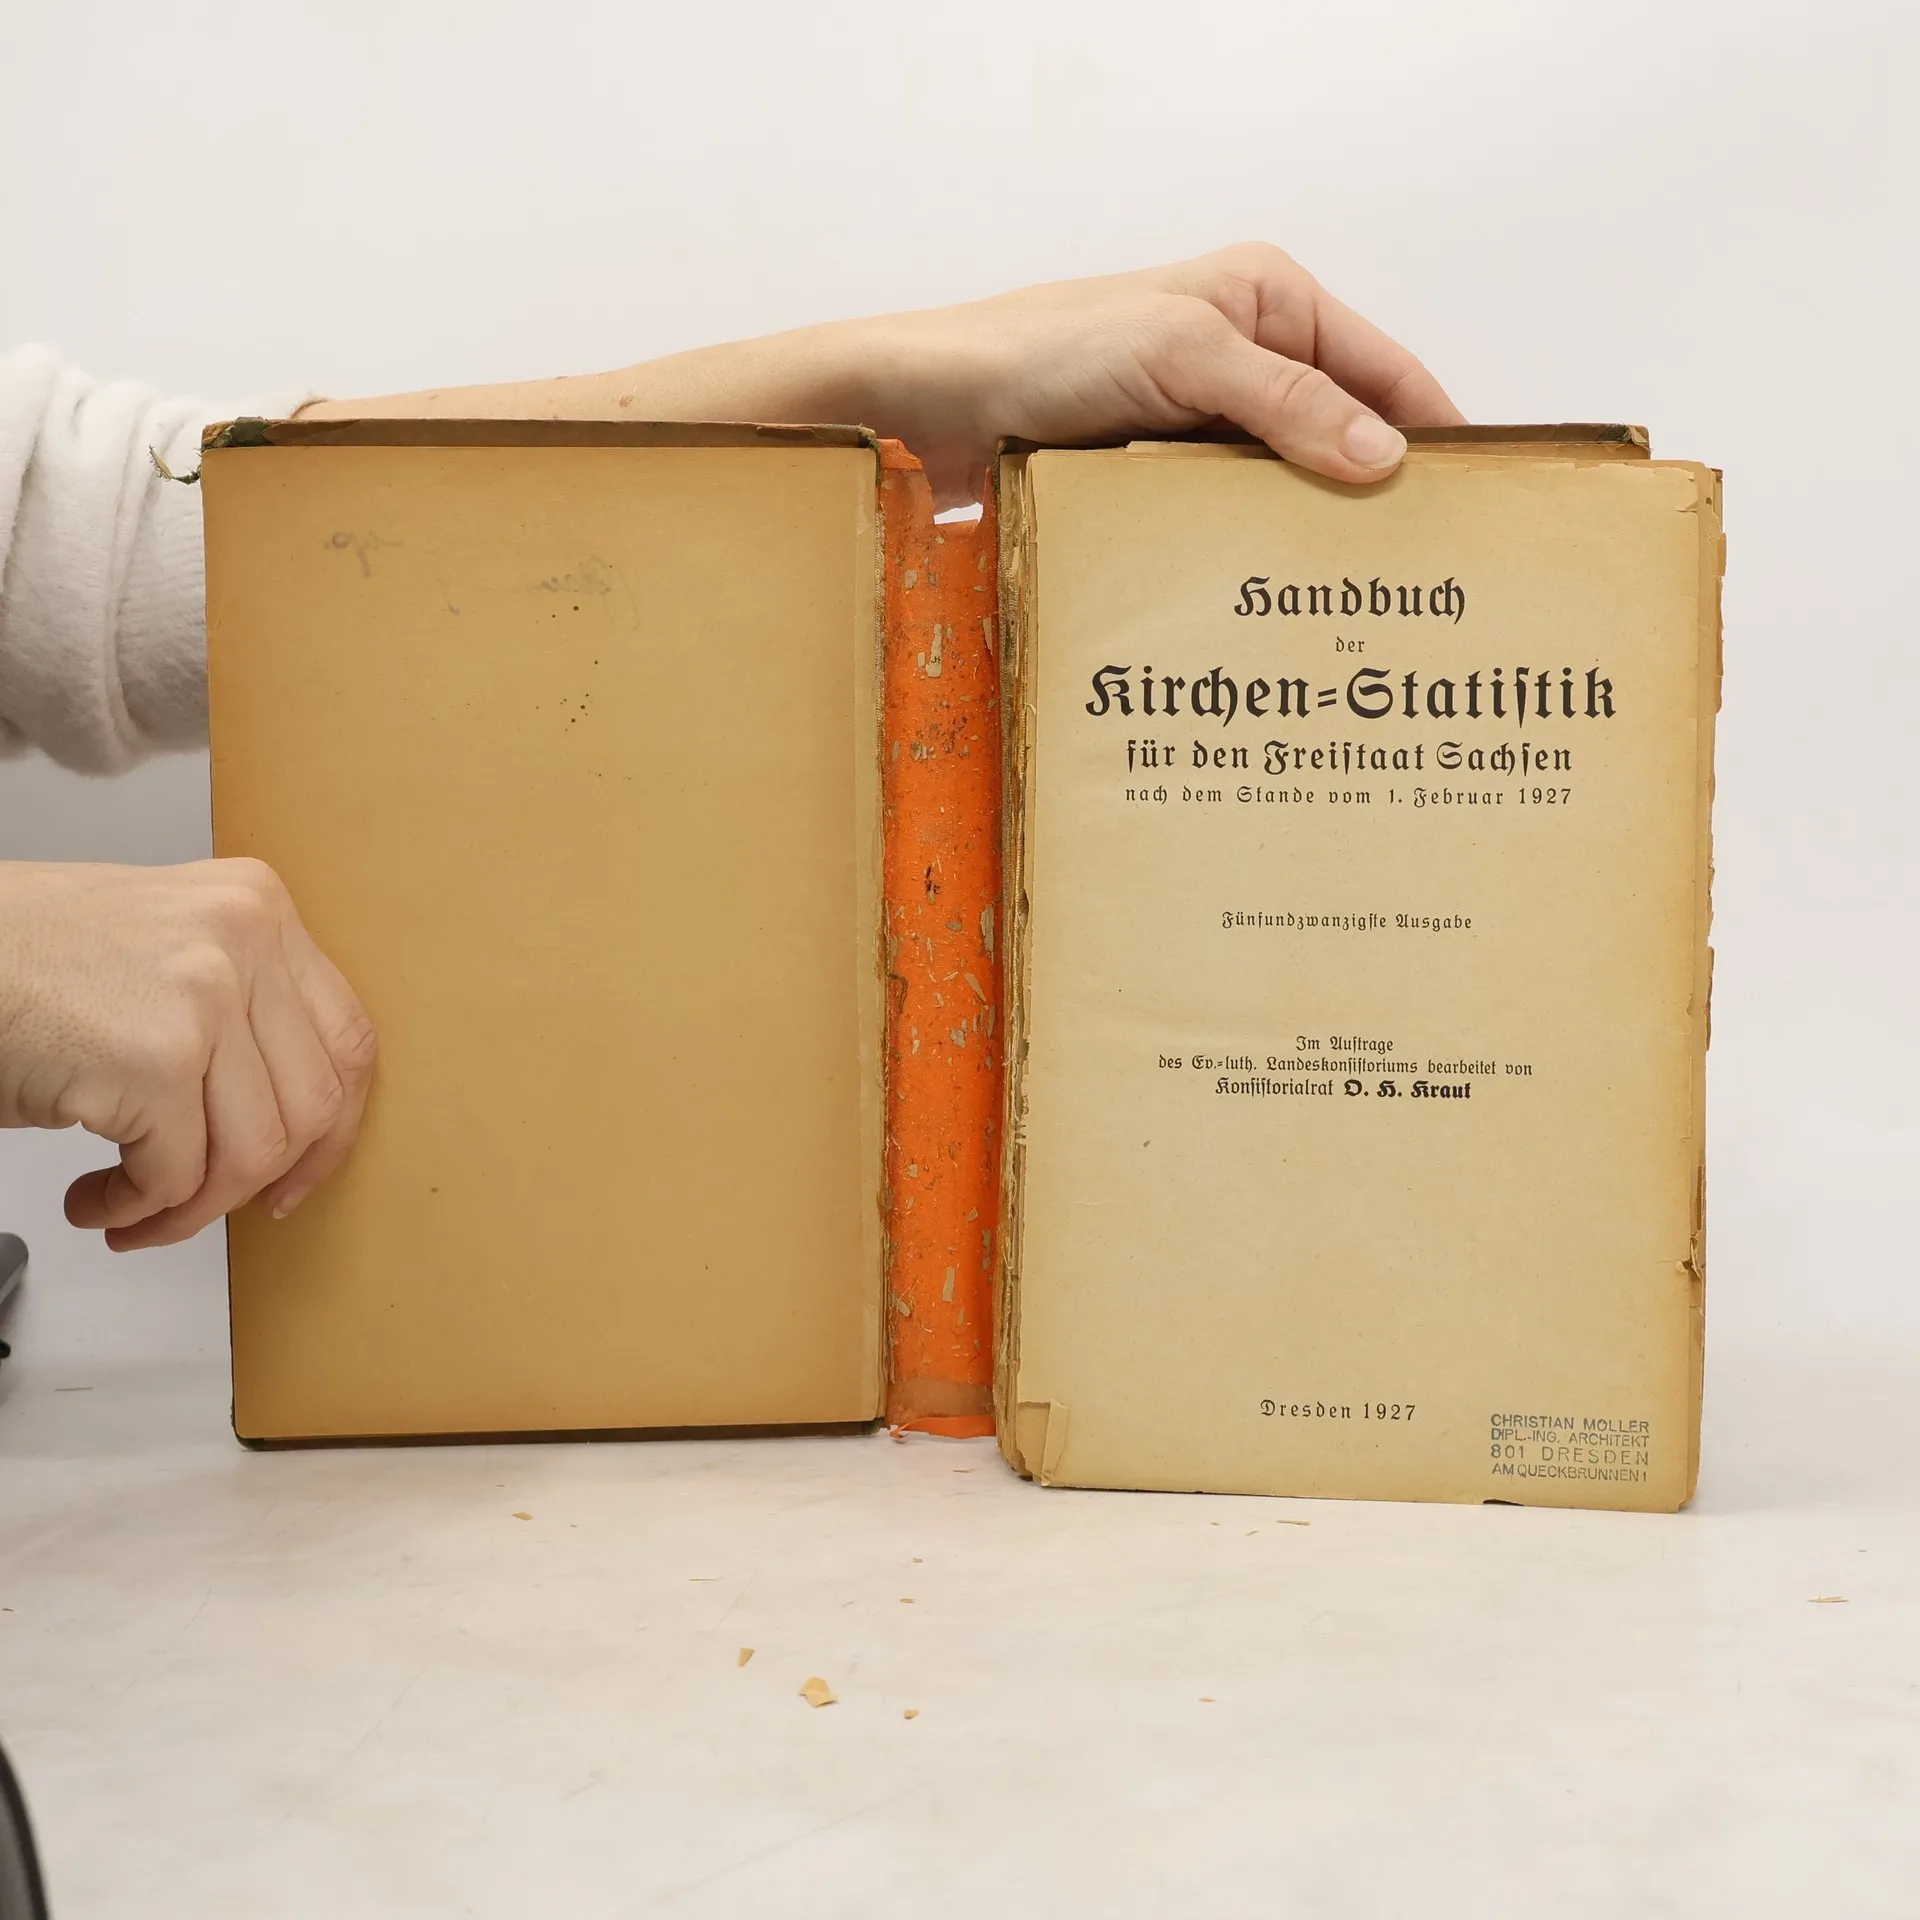 Handbuch
der
Kirchen=Statiſtik
für den Freiſtaat Sachſen
nach dem Stande vom 1. Februar 1927
Fünfundzwanzigſte Ausgabe
Im Auftrage
des Ev.=luth. Landeskonſiſtoriums bearbeitet von
Konſiſtorialrat D. H. Kraut
Dresden 1927
CHRISTIAN MÖLLER
DIPL.-ING. ARCHITEKT
801 DRESDEN
AM QUECKBRUNNEN 1